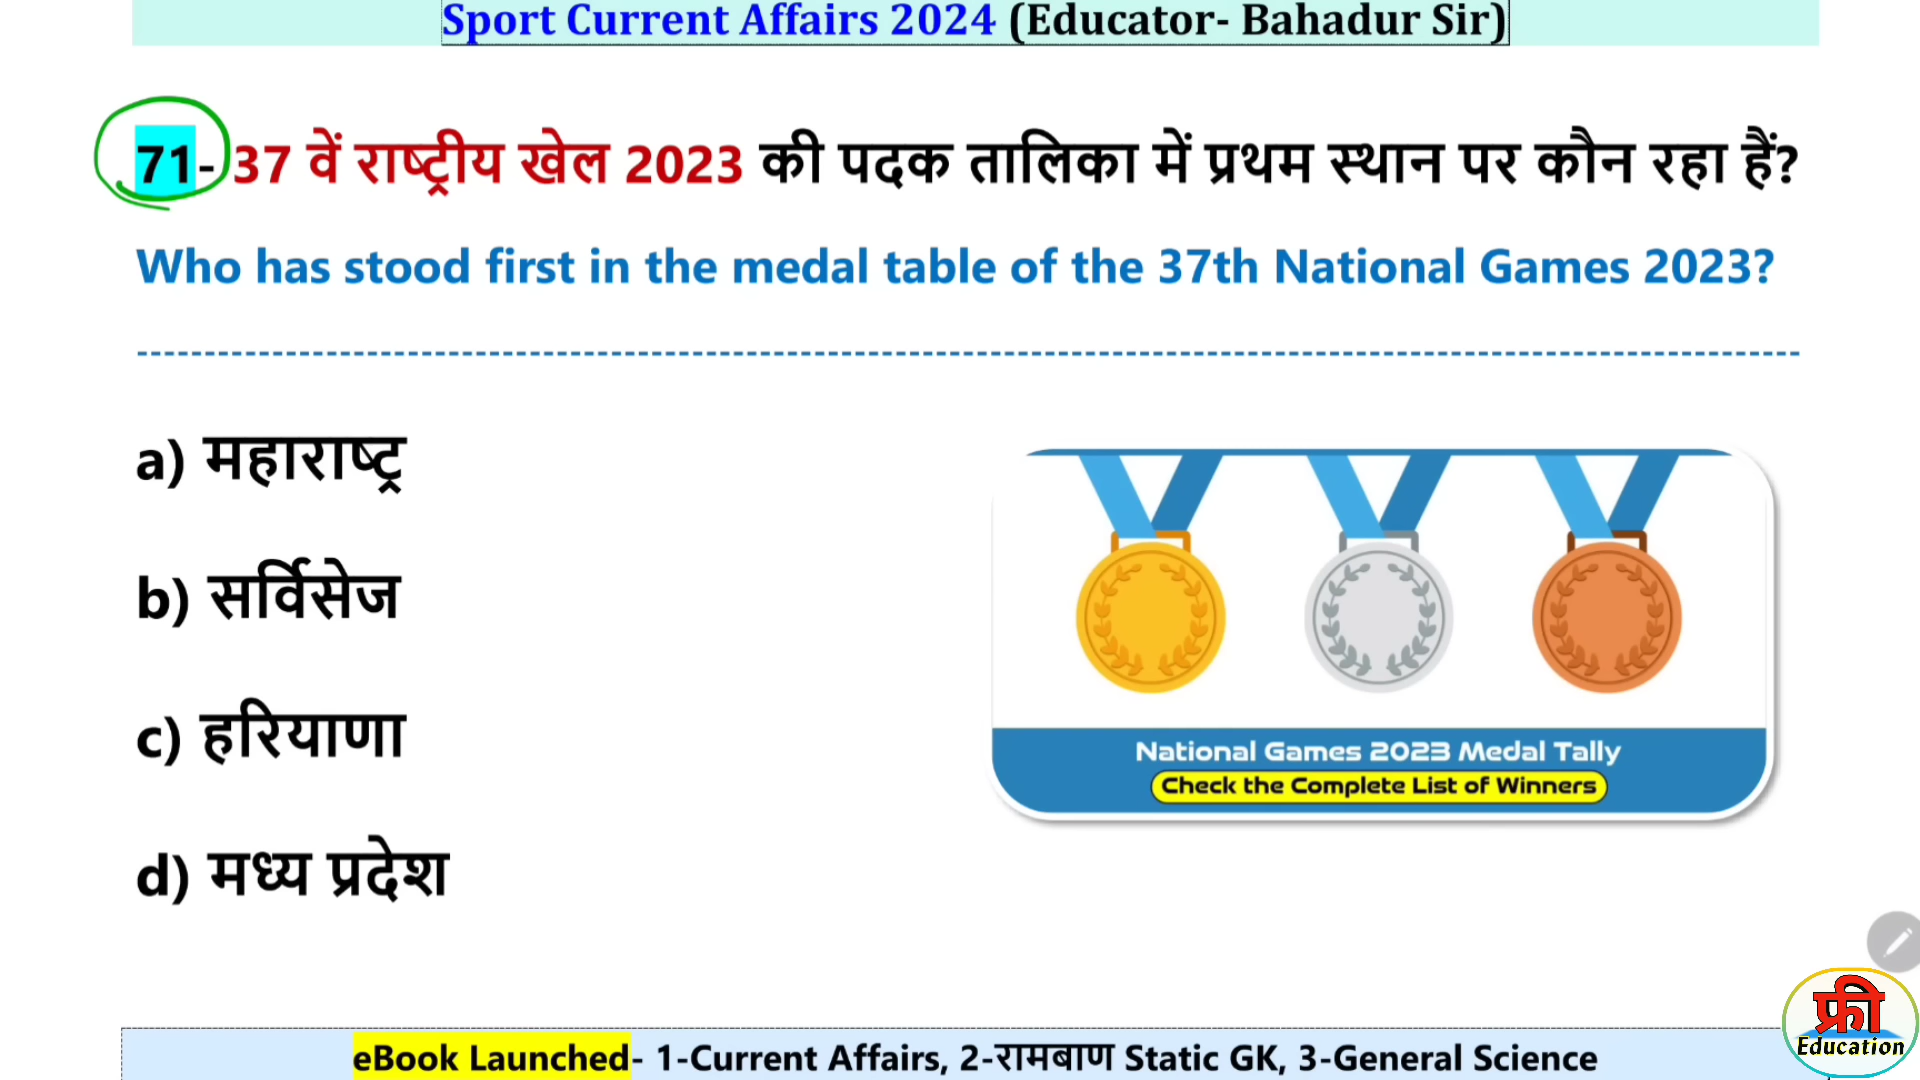 Sport Current Affairs 2024 (Educator- Bahadur Sir)
71- 37 वें राष्ट्रीय खेल 2023 की पदक तालिका में प्रथम स्थान पर कौन रहा हैं?
Who has stood first in the medal table of the 37th National Games 2023?
a) महाराष्ट्र
b) सर्विसेज
c) हरियाणा
d) मध्य प्रदेश
National Games 2023 Medal Tally
Check the Complete List of Winners
फ्री
Education
eBook Launched- 1-Current Affairs, 2-रामबाण Static GK, 3-General Science